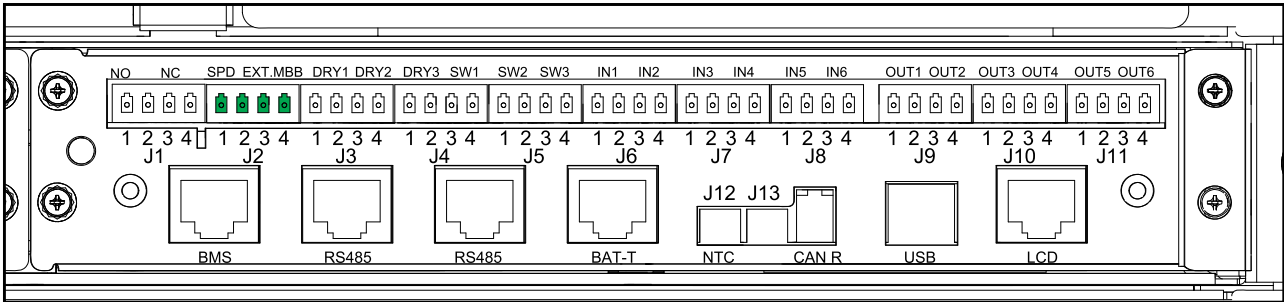 NO NC SPD EXT.MBB DRY1 DRY2 DRY3 SW1 SW2 SW3 IN1 IN2 IN3 IN4 IN5 IN6 OUT1 OUT2 OUT3 OUT4 OUT5 OUT6
1 2 3 4 1 2 3 4 1 2 3 4 1 2 3 4 1 2 3 4 1 2 3 4 1 2 3 4 1 2 3 4 1 2 3 4 1 2 3 4 1 2 3 4
J1 J2 J3 J4 J5 J6 J7 J8 J9 J10 J11
J12 J13
BMS RS485 RS485 BAT-T NTC CAN R USB LCD